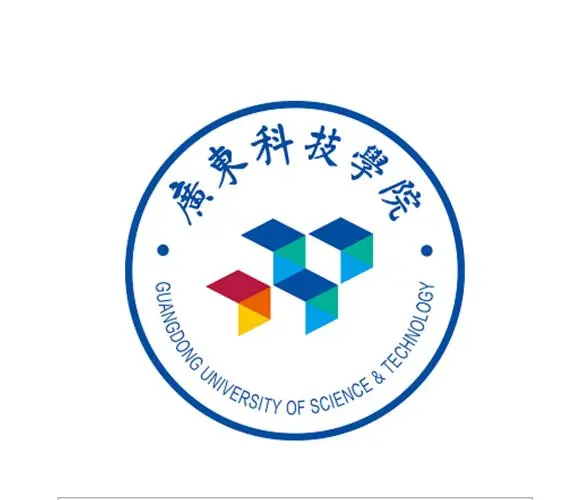 廣東科技學院
GUANGDONG UNIVERSITY OF SCIENCE & TECHNOLOGY